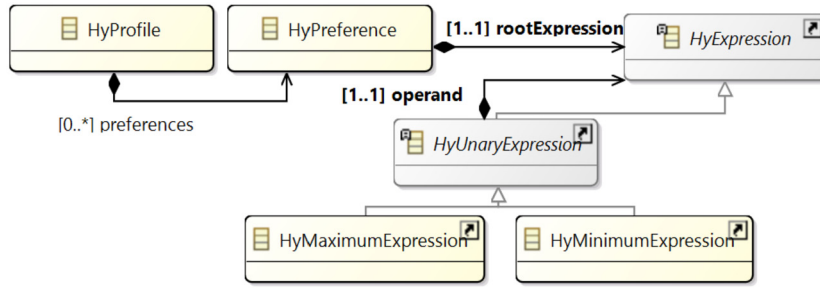 HyProfile
HyPreference
[1..1] rootExpression
HyExpression
[0..*] preferences
[1..1] operand
HyUnaryExpression
HyMaximumExpression
HyMinimumExpression